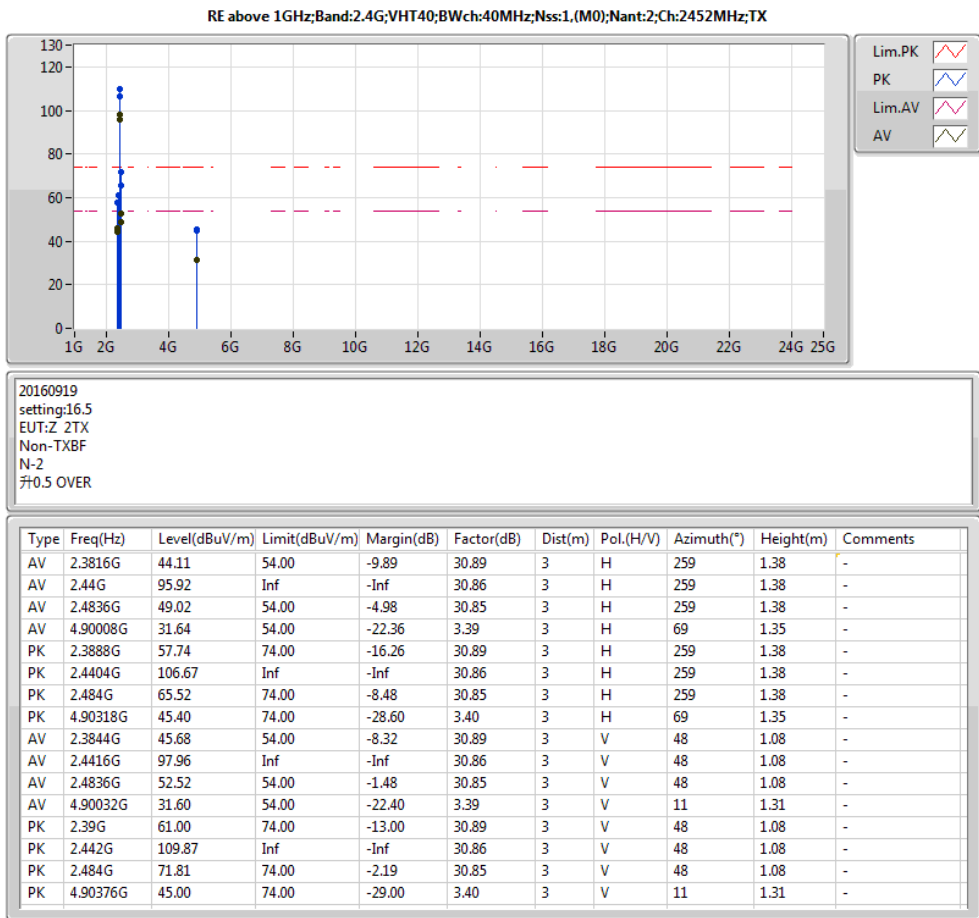 RE above 1GHz;Band:2.4G;VHT40;BWch:40MHz;Nss:1,(M0);Nant:2;Ch:2452MHz;TX
130
120
100
80
60
40
20
0
1G 2G 4G 6G 8G 10G 12G 14G 16G 18G 20G 22G 24G 25G
Lim.PK
PK
Lim.AV
AV
20160919
setting:16.5
EUT:Z 2TX
Non-TXBF
N-2
升0.5 OVER
Type Freq(Hz) Level(dBuV/m) Limit(dBuV/m) Margin(dB) Factor(dB) Dist(m) Pol.(H/V) Azimuth(°) Height(m) Comments
AV 2.3816G 44.11 54.00 -9.89 30.89 3 H 259 1.38 -
AV 2.44G 95.92 Inf -Inf 30.86 3 H 259 1.38 -
AV 2.4836G 49.02 54.00 -4.98 30.85 3 H 259 1.38 -
AV 4.90008G 31.64 54.00 -22.36 3.39 3 H 69 1.35 -
PK 2.3888G 57.74 74.00 -16.26 30.89 3 H 259 1.38 -
PK 2.4404G 106.67 Inf -Inf 30.86 3 H 259 1.38 -
PK 2.484G 65.52 74.00 -8.48 30.85 3 H 259 1.38 -
PK 4.90318G 45.40 74.00 -28.60 3.40 3 H 69 1.35 -
AV 2.3844G 45.68 54.00 -8.32 30.89 3 V 48 1.08 -
AV 2.4416G 97.96 Inf -Inf 30.86 3 V 48 1.08 -
AV 2.4836G 52.52 54.00 -1.48 30.85 3 V 48 1.08 -
AV 4.90032G 31.60 54.00 -22.40 3.39 3 V 11 1.31 -
PK 2.39G 61.00 74.00 -13.00 30.89 3 V 48 1.08 -
PK 2.442G 109.87 Inf -Inf 30.86 3 V 48 1.08 -
PK 2.484G 71.81 74.00 -2.19 30.85 3 V 48 1.08 -
PK 4.90376G 45.00 74.00 -29.00 3.40 3 V 11 1.31 -